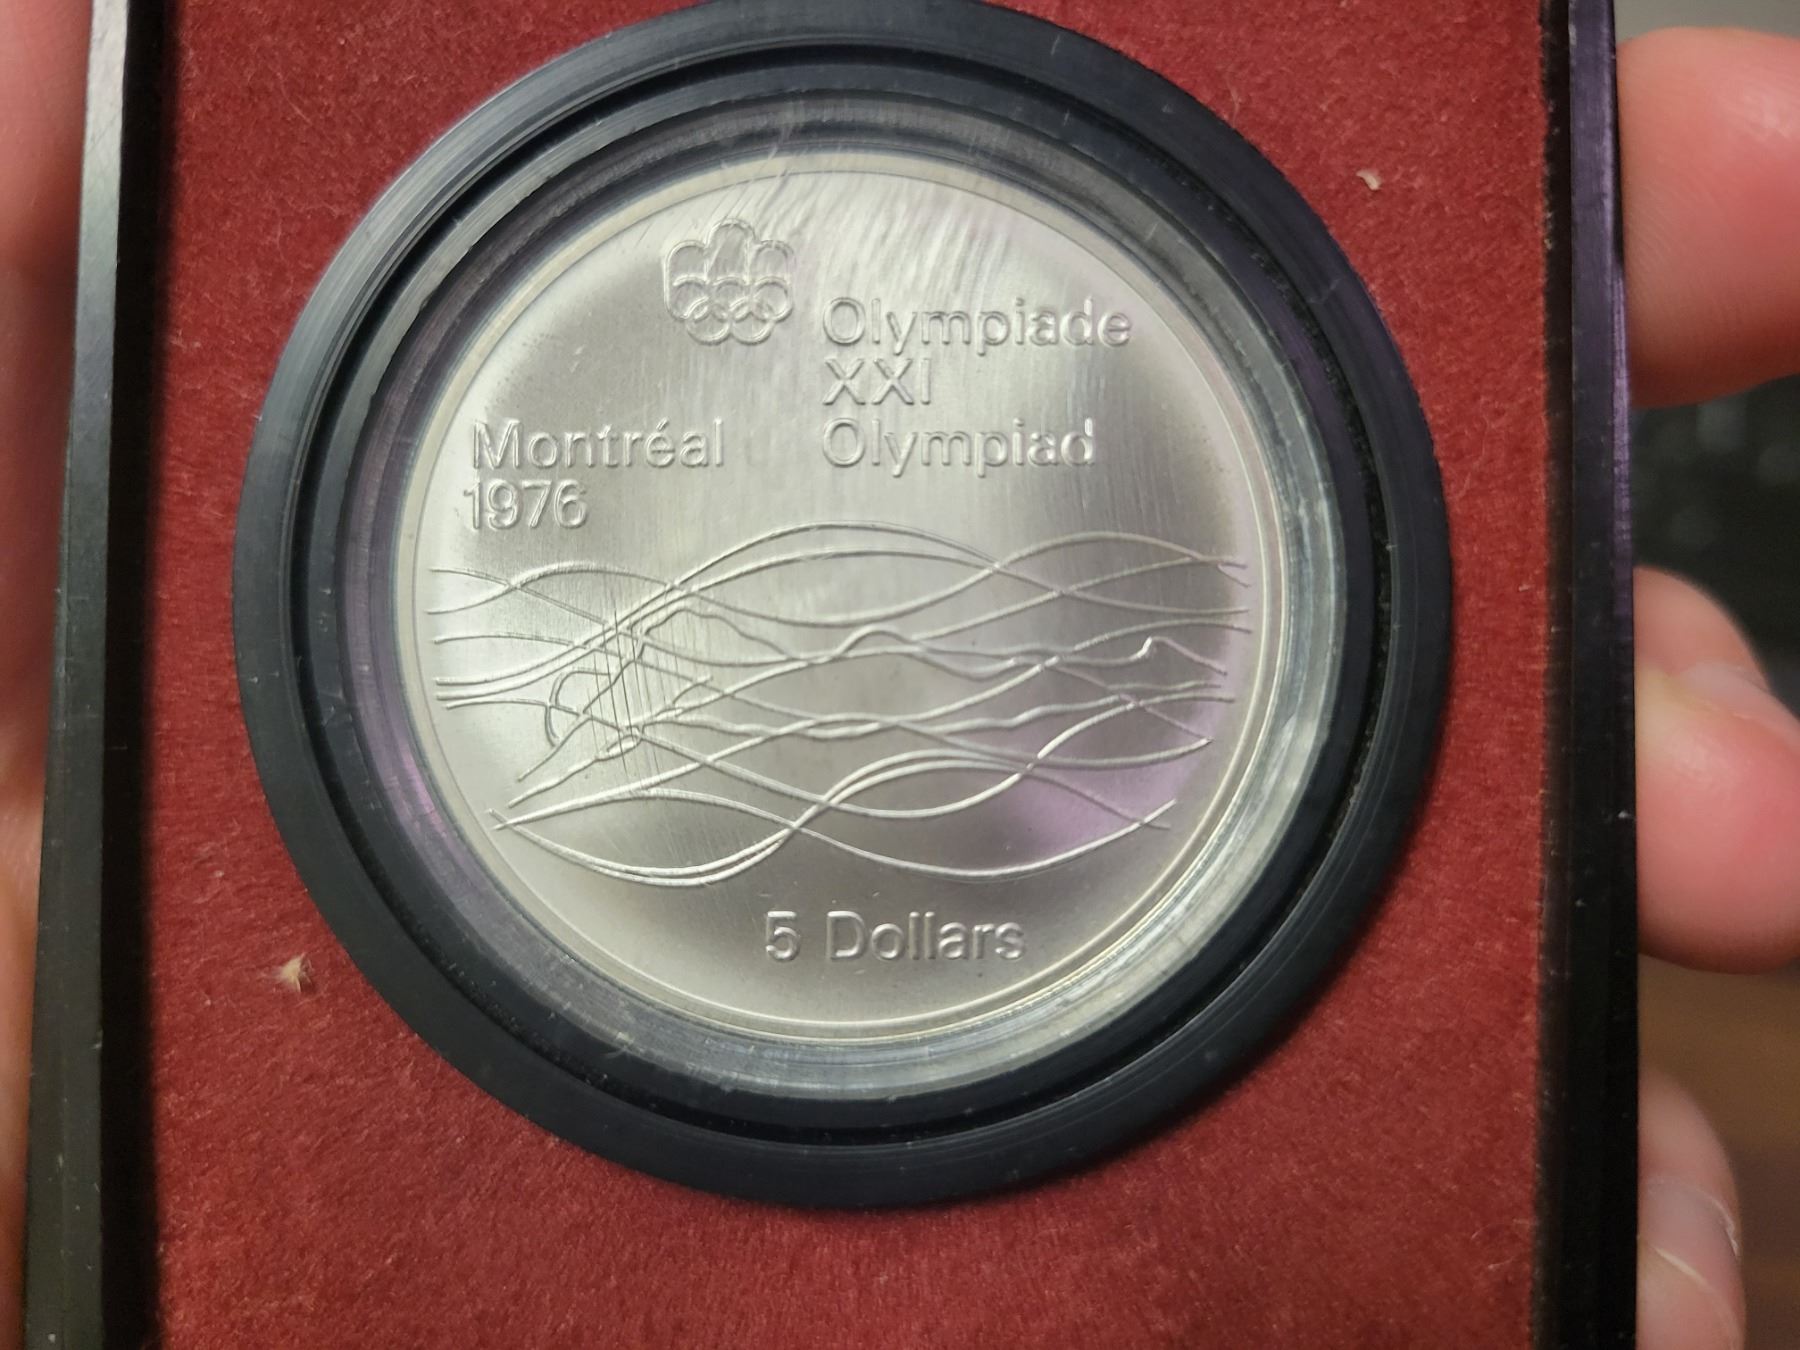 Olympiade
XXI
Olympiad
Montréal
1976
5 Dollars